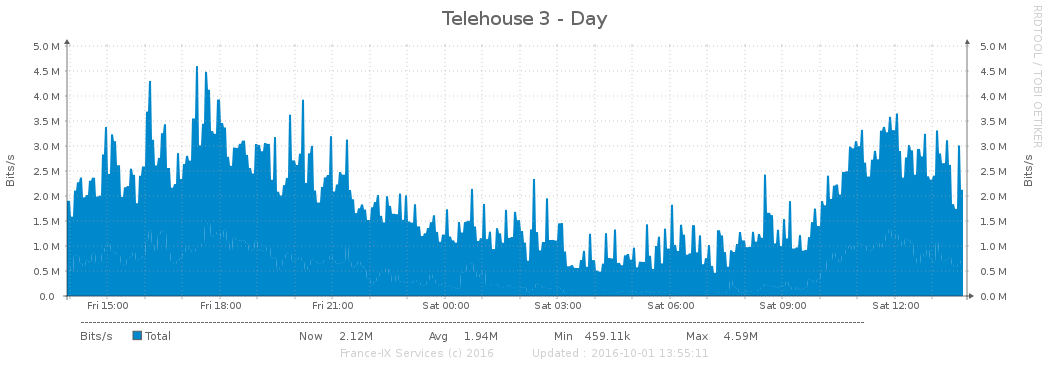 Telehouse 3 - Day
RRDTOOL / TOBI OETIKER
Bits/s
Bits/s
5.0 M 5.0 M
4.5 M 4.5 M
4.0 M 4.0 M
3.5 M 3.5 M
3.0 M 3.0 M
2.5 M 2.5 M
2.0 M 2.0 M
1.5 M 1.5 M
1.0 M 1.0 M
0.5 M 0.5 M
0.0 0.0 M
Fri 15:00 Fri 18:00 Fri 21:00 Sat 00:00 Sat 03:00 Sat 06:00 Sat 09:00 Sat 12:00
Bits/s Total Now 2.12M Avg 1.94M Min 459.11k Max 4.59M
France-IX Services (c) 2016 Updated : 2016-10-01 13:55:11